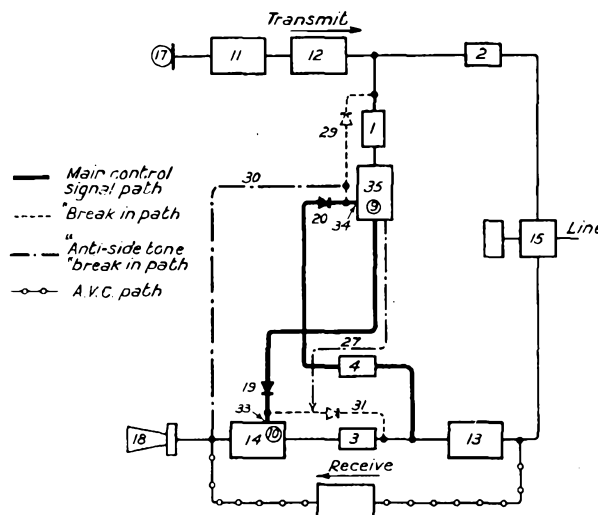 Transmit
17
11
12
2
29
1
Main control
signal path
30
35
9
"Break in path
20
34
15
Line
"Anti-side tone
"break in path
27
A.V.C. path
4
19
31
33
10
18
14
3
13
Receive